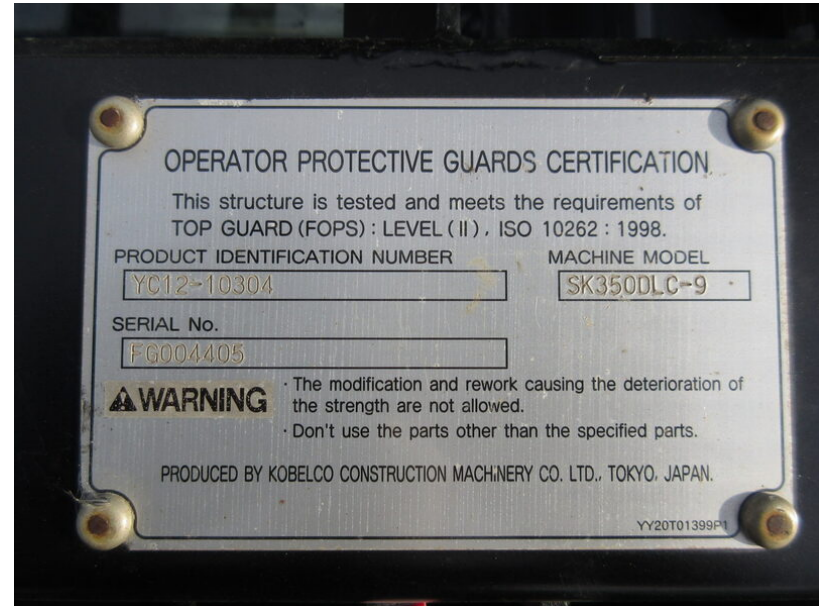 OPERATOR PROTECTIVE GUARDS CERTIFICATION
This structure is tested and meets the requirements of
TOP GUARD (FOPS) : LEVEL (II), ISO 10262 : 1998.
PRODUCT IDENTIFICATION NUMBER MACHINE MODEL
YC12-10304 SK350DLC-9
SERIAL No.
FG004405
WARNING
· The modification and rework causing the deterioration of
the strength are not allowed.
· Don't use the parts other than the specified parts.
PRODUCED BY KOBELCO CONSTRUCTION MACHINERY CO. LTD., TOKYO, JAPAN.
YY20T01399P1